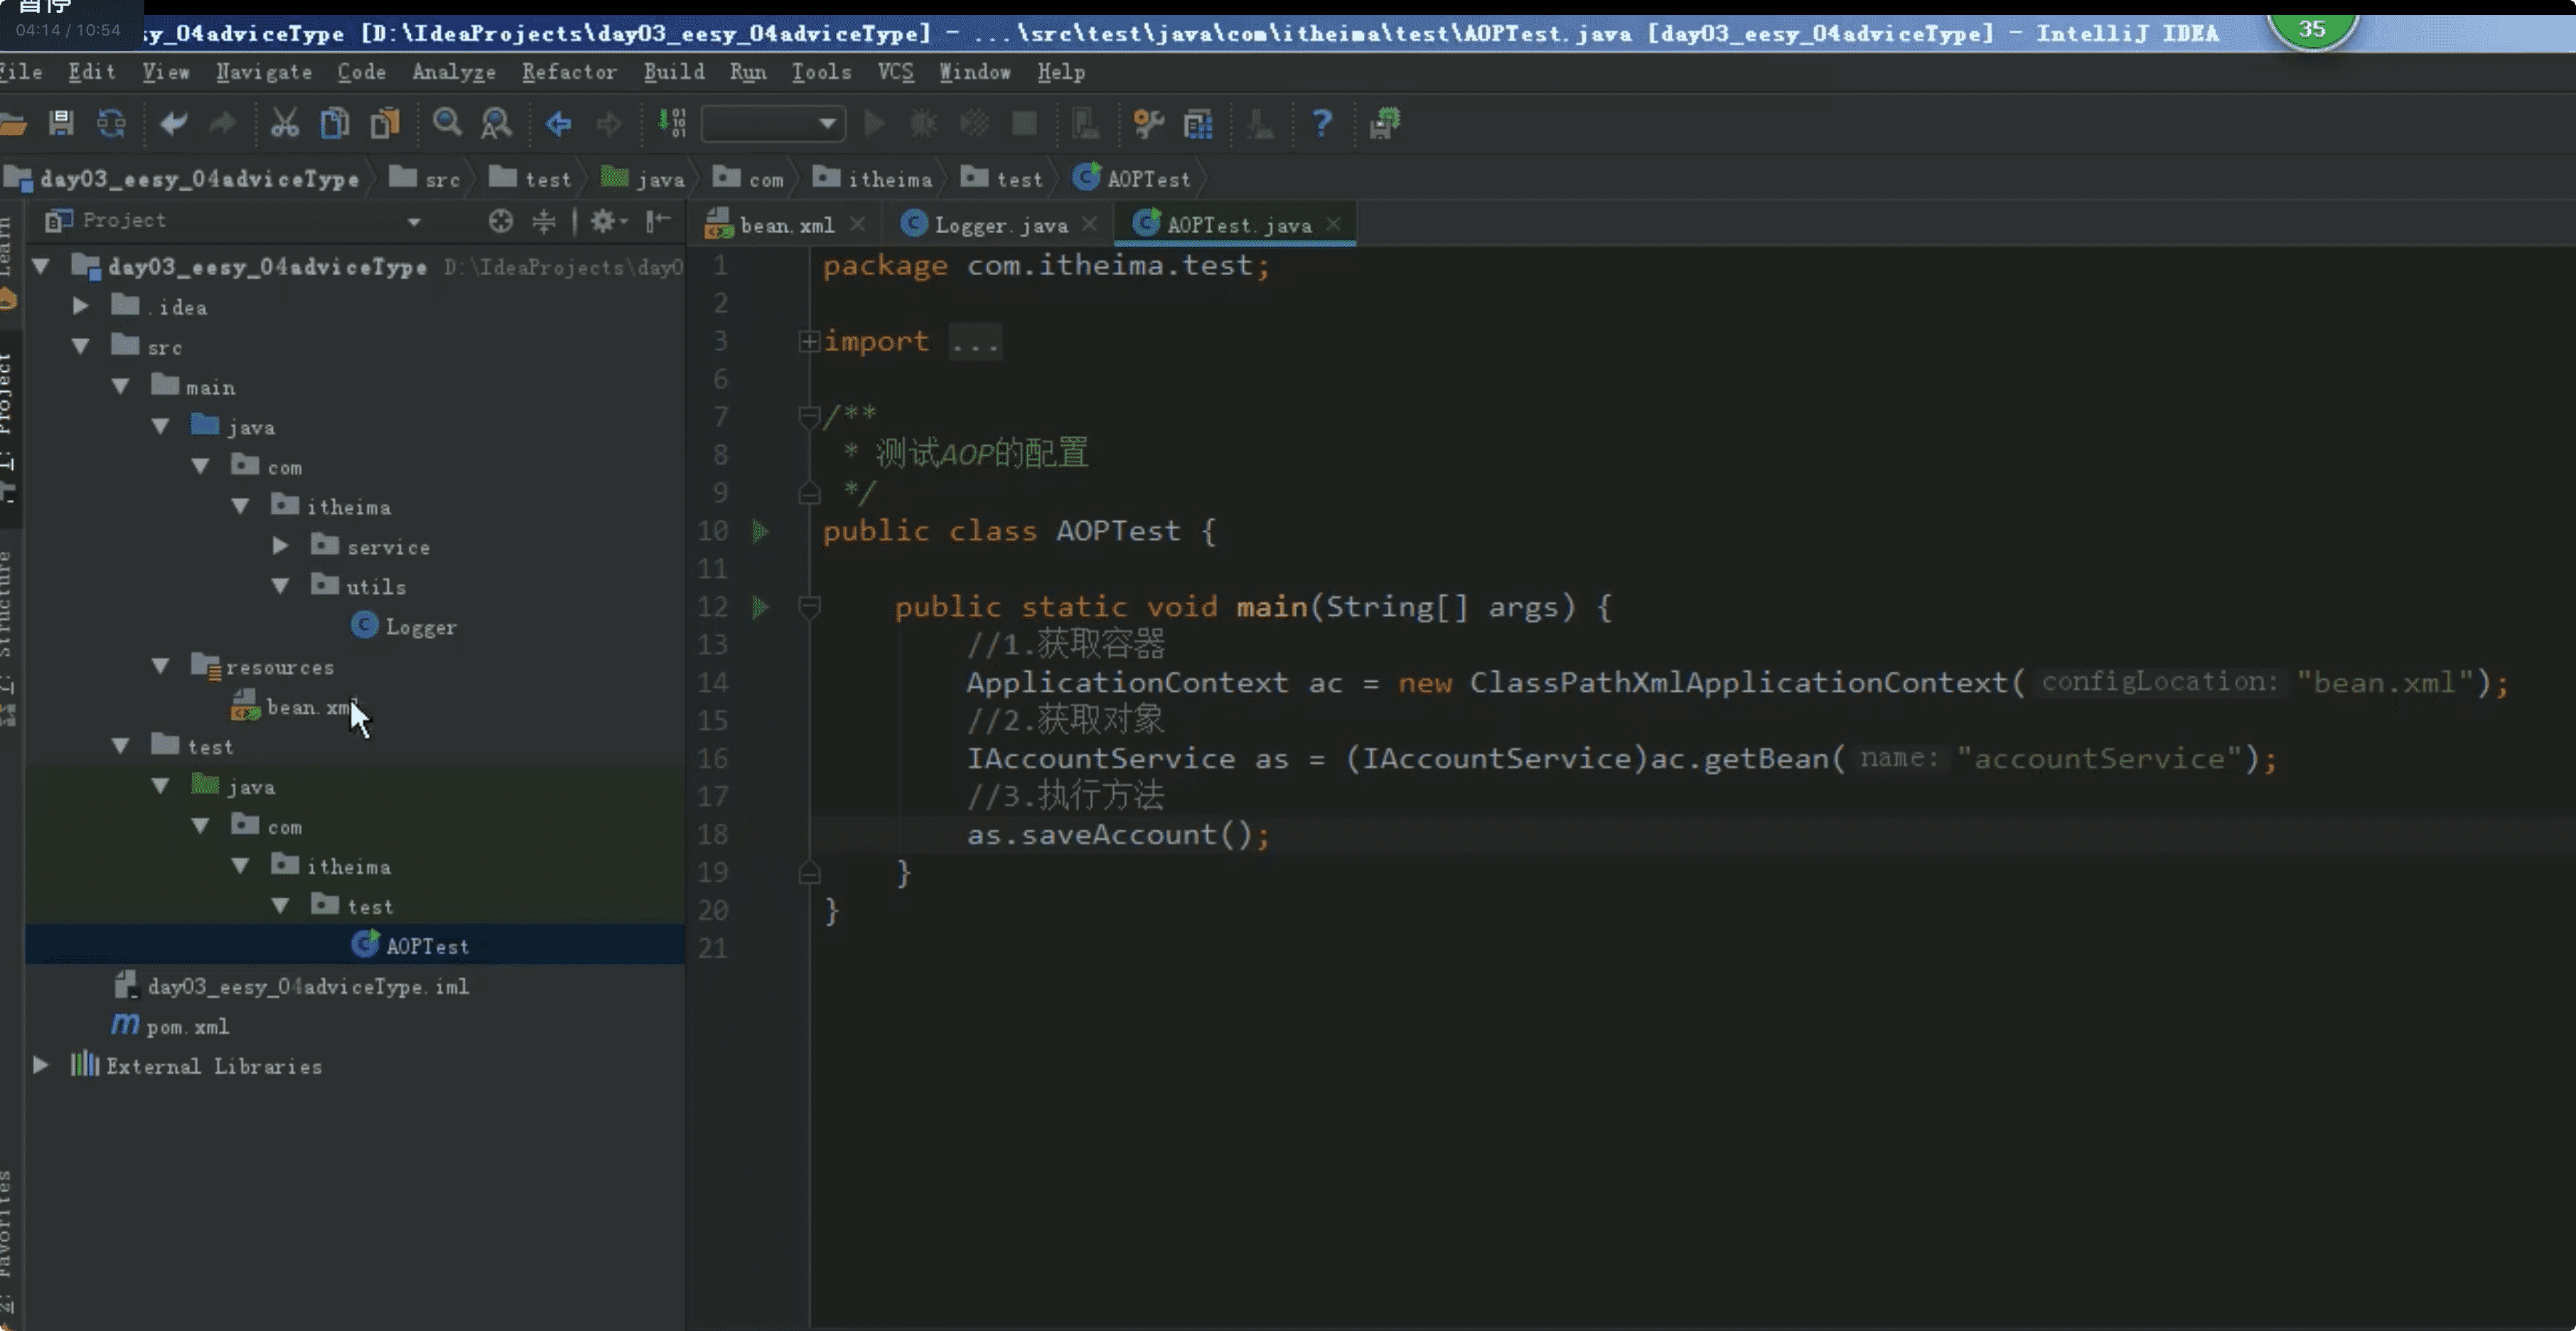 暂停
04:14 / 10:54
sy_04adviceType [D:\IdeaProjects\day03_eesy_04adviceType] - ...\src\test\java\com\itheima\test\AOPTest.java [day03_eesy_04adviceType] - IntelliJ IDEA
35
File Edit View Navigate Code Analyze Refactor Build Run Tools VCS Window Help
day03_eesy_04adviceType src test java com itheima test AOPTest
Project
bean.xml Logger.java AOPTest.java
Learn
1: Project
Structure
2: Favorites
day03_eesy_04adviceType D:\IdeaProjects\day0
.idea
src
main
java
com
itheima
service
utils
Logger
resources
bean.xml
test
java
com
itheima
test
AOPTest
day03_eesy_04adviceType.iml
pom.xml
External Libraries
1 package com.itheima.test;
2
3 import ...
6
7 /**
8 * 测试AOP的配置
9 */
10 public class AOPTest {
11
12 public static void main(String[] args) {
13 //1.获取容器
14 ApplicationContext ac = new ClassPathXmlApplicationContext( configLocation: "bean.xml");
15 //2.获取对象
16 IAccountService as = (IAccountService)ac.getBean( name: "accountService");
17 //3.执行方法
18 as.saveAccount();
19 }
20 }
21